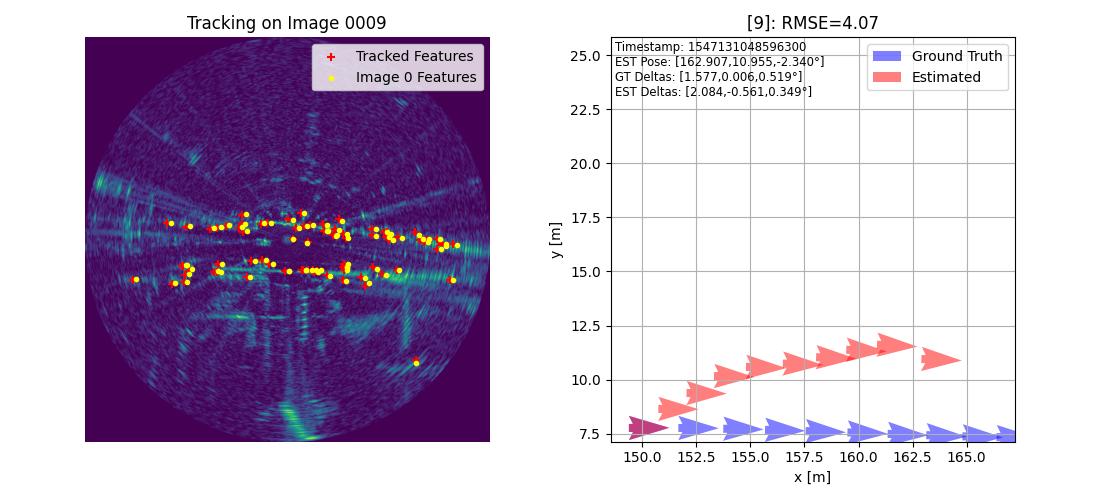 Tracking on Image 0009
Tracked Features
Image 0 Features
[9]: RMSE=4.07
Timestamp: 1547131048596300
EST Pose: [162.907,10.955,-2.340°]
GT Deltas: [1.577,0.006,0.519°]
EST Deltas: [2.084,-0.561,0.349°]
Ground Truth
Estimated
25.0
22.5
20.0
17.5
15.0
12.5
10.0
7.5
y [m]
150.0 152.5 155.0 157.5 160.0 162.5 165.0
x [m]